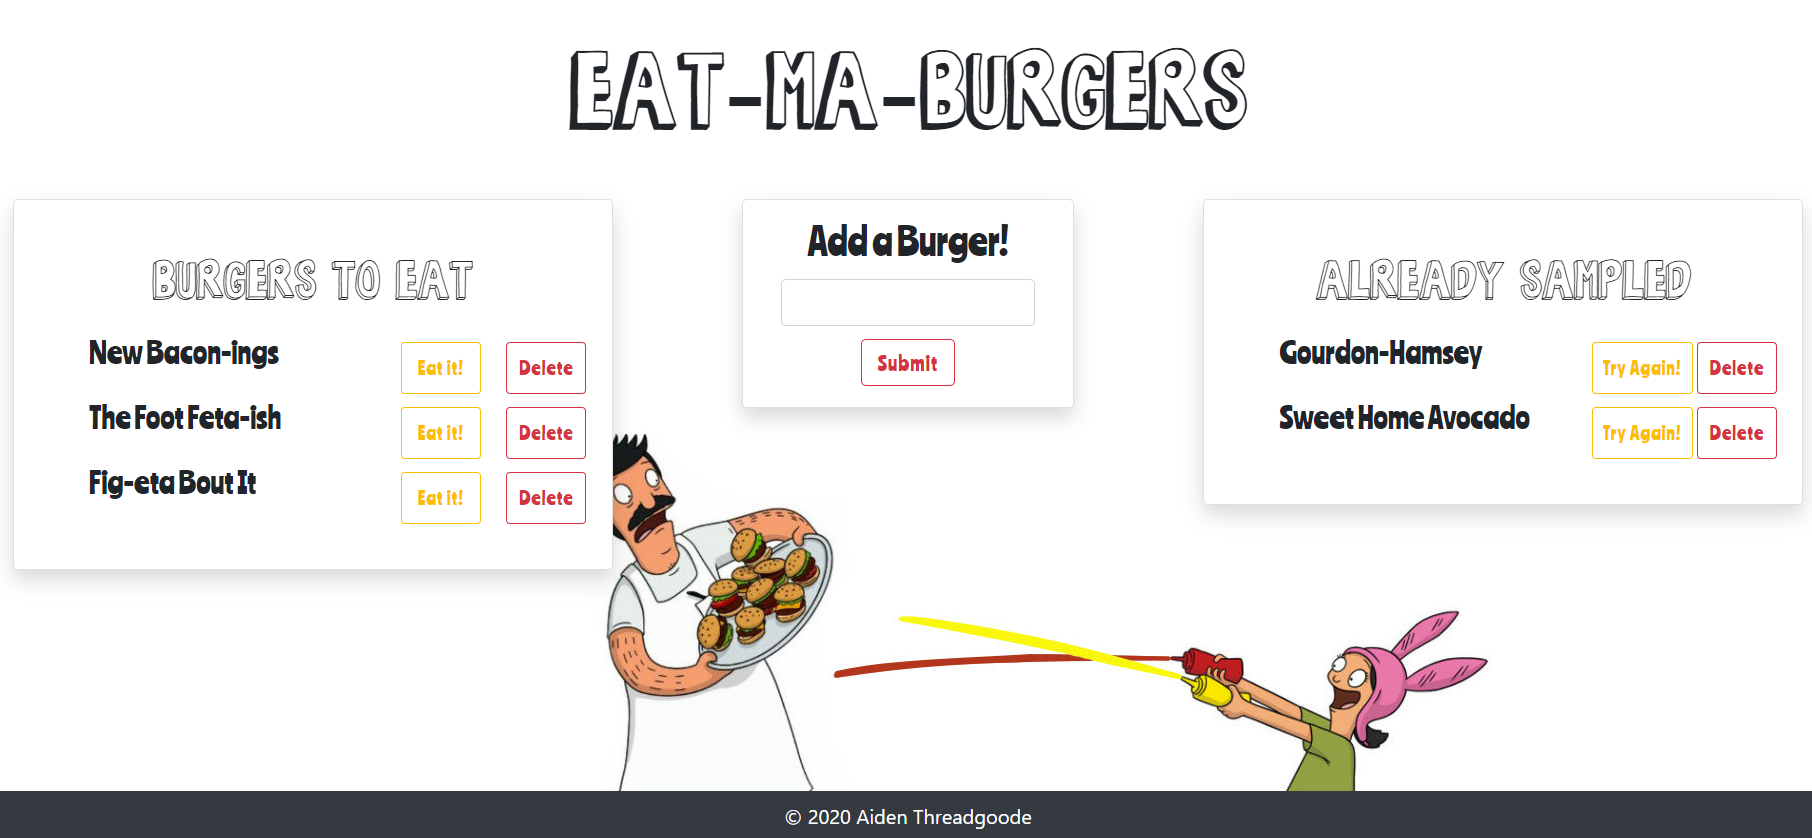 EAT-MA-BURGERS
BURGERS TO EAT
New Bacon-ings Eat it! Delete
The Foot Feta-ish Eat it! Delete
Fig-eta Bout It Eat it! Delete
Add a Burger!
Submit
ALREADY SAMPLED
Gourdon-Hamsey Try Again! Delete
Sweet Home Avocado Try Again! Delete
© 2020 Aiden Threadgoode